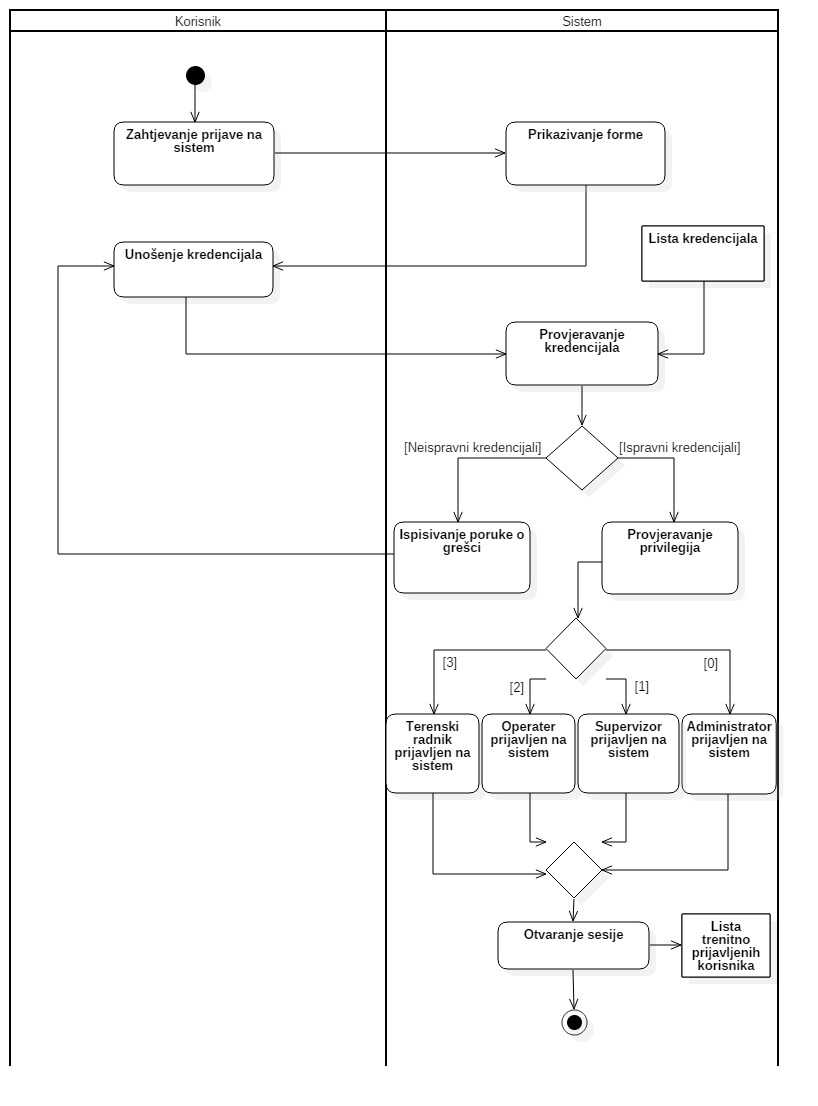 Korisnik
Sistem
Zahtjevanje prijave na
sistem
Prikazivanje forme
Lista kredencijala
Unošenje kredencijala
Provjeravanje
kredencijala
[Neispravni kredencijali]
[Ispravni kredencijali]
Ispisivanje poruke o
grešci
Provjeravanje
privilegija
[3]
[2]
[1]
[0]
Terenski
radnik
prijavljen na
sistem
Operater
prijavljen na
sistem
Supervizor
prijavljen na
sistem
Administrator
prijavljen na
sistem
Otvaranje sesije
Lista
trenitno
prijavljenih
korisnika